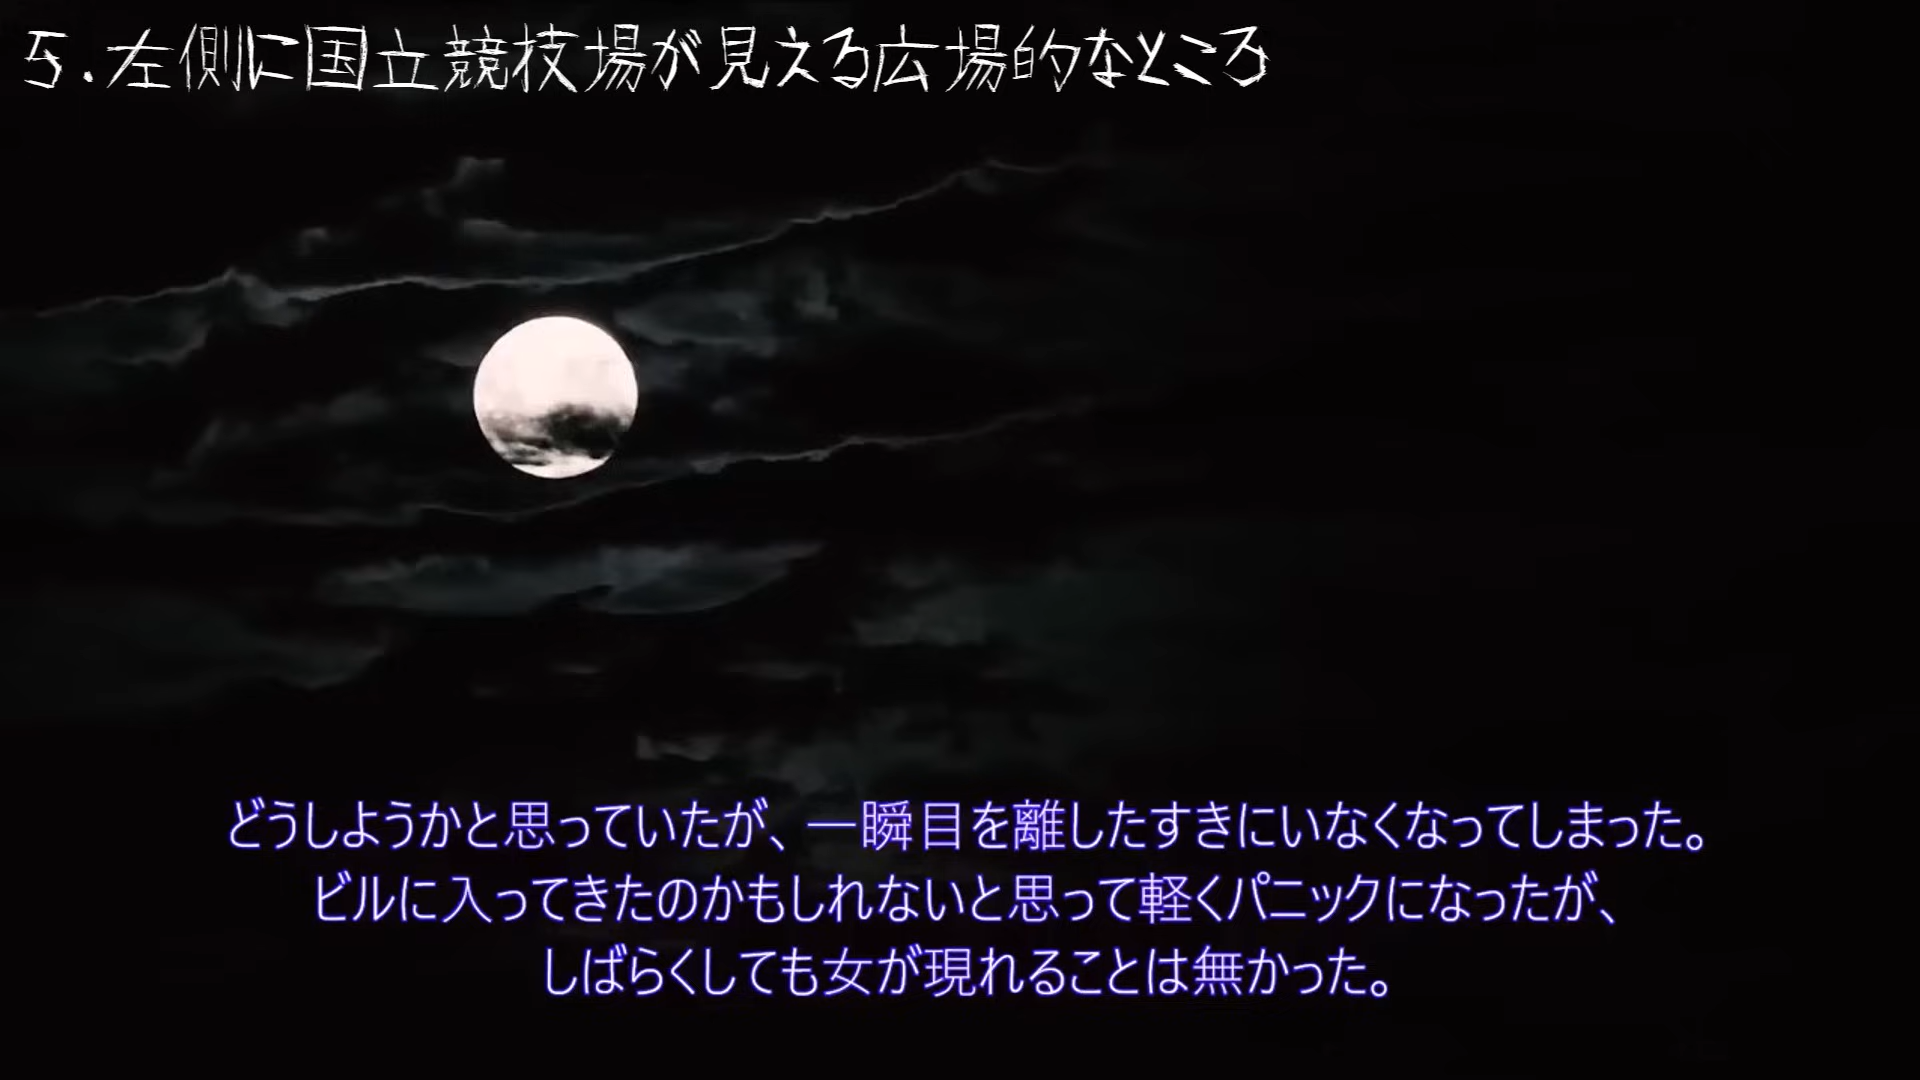 5.左側に国立競技場が見える広場的なところ
どうしようかと思っていたが、一瞬目を離したすきにいなくなってしまった。
ビルに入ってきたのかもしれないと思って軽くパニックになったが、
しばらくしても女が現れることは無かった。